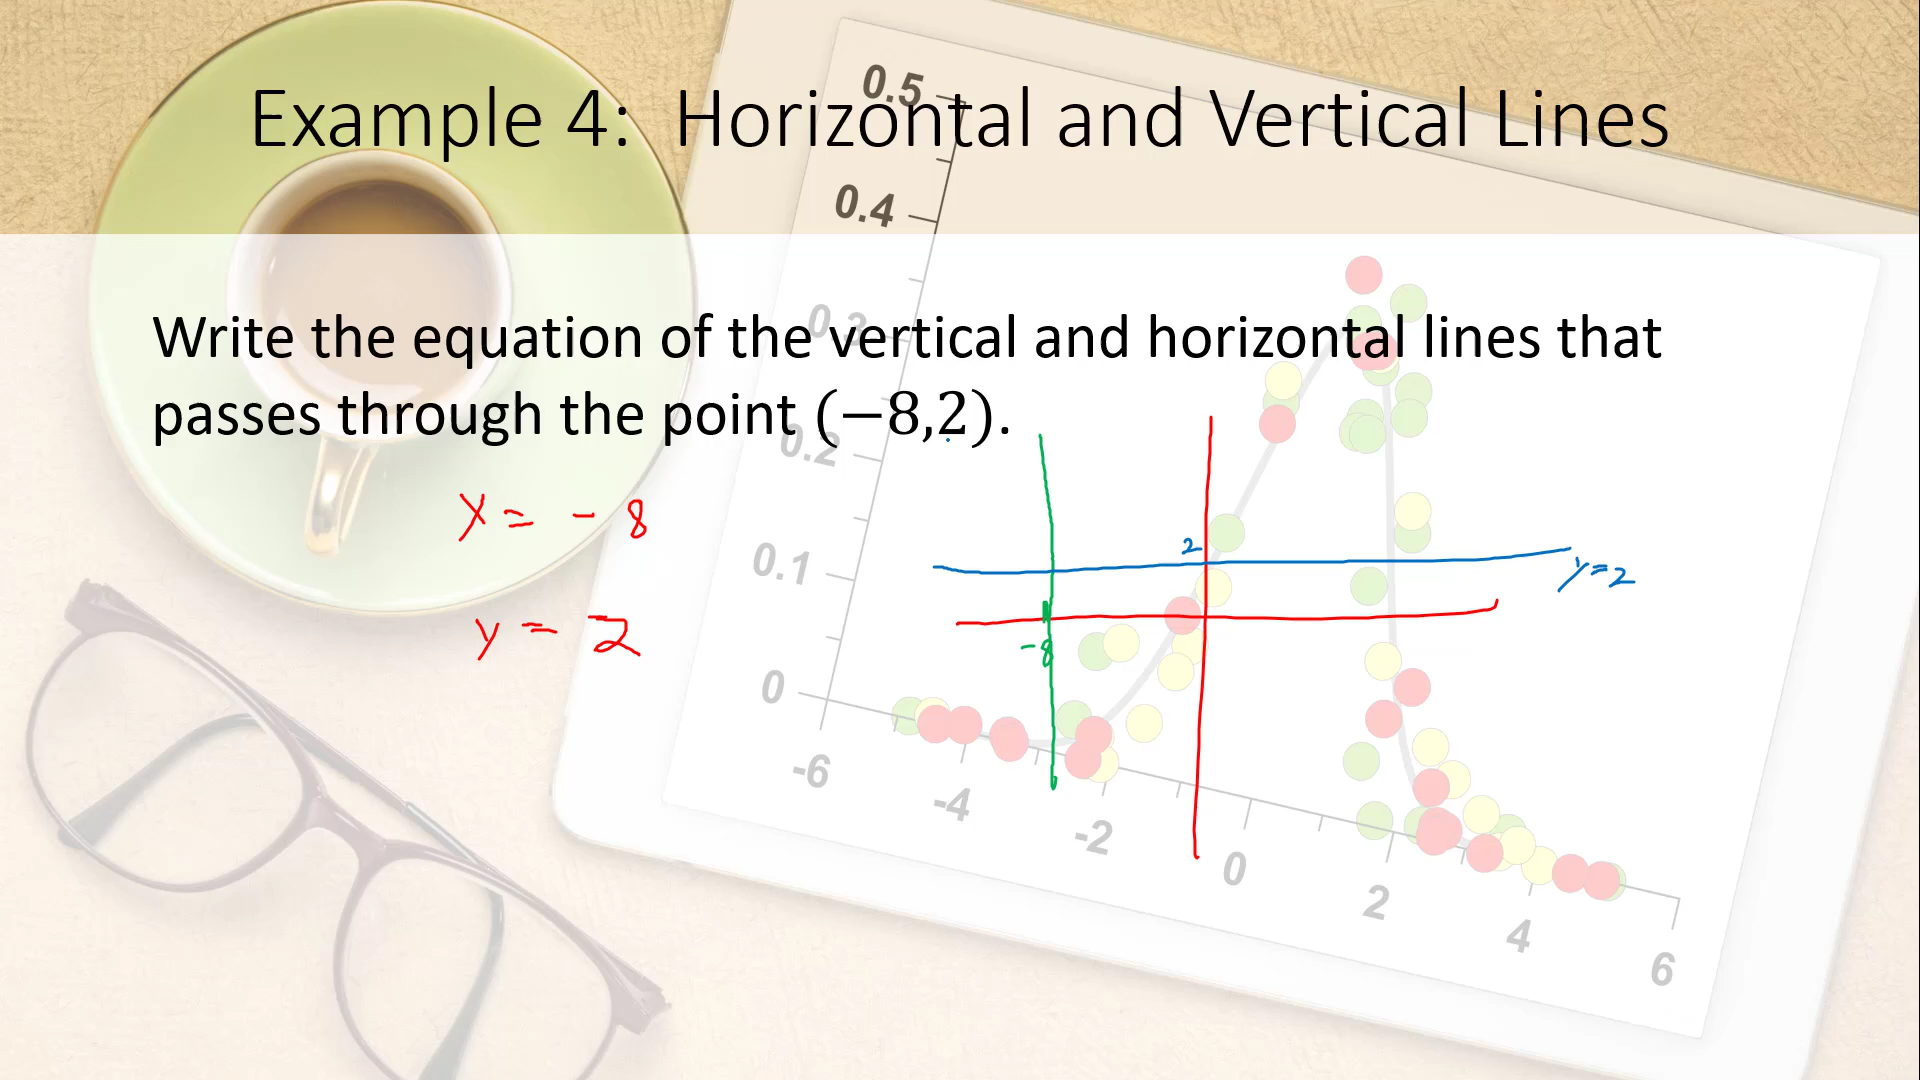 Example 4: Horizontal and Vertical Lines
Write the equation of the vertical and horizontal lines that
passes through the point (−8,2).
x = - 8
y = 2
2
y = 2
-8
0.5
0.4
0.3
0.2
0.1
0
-6
-4
-2
0
2
4
6